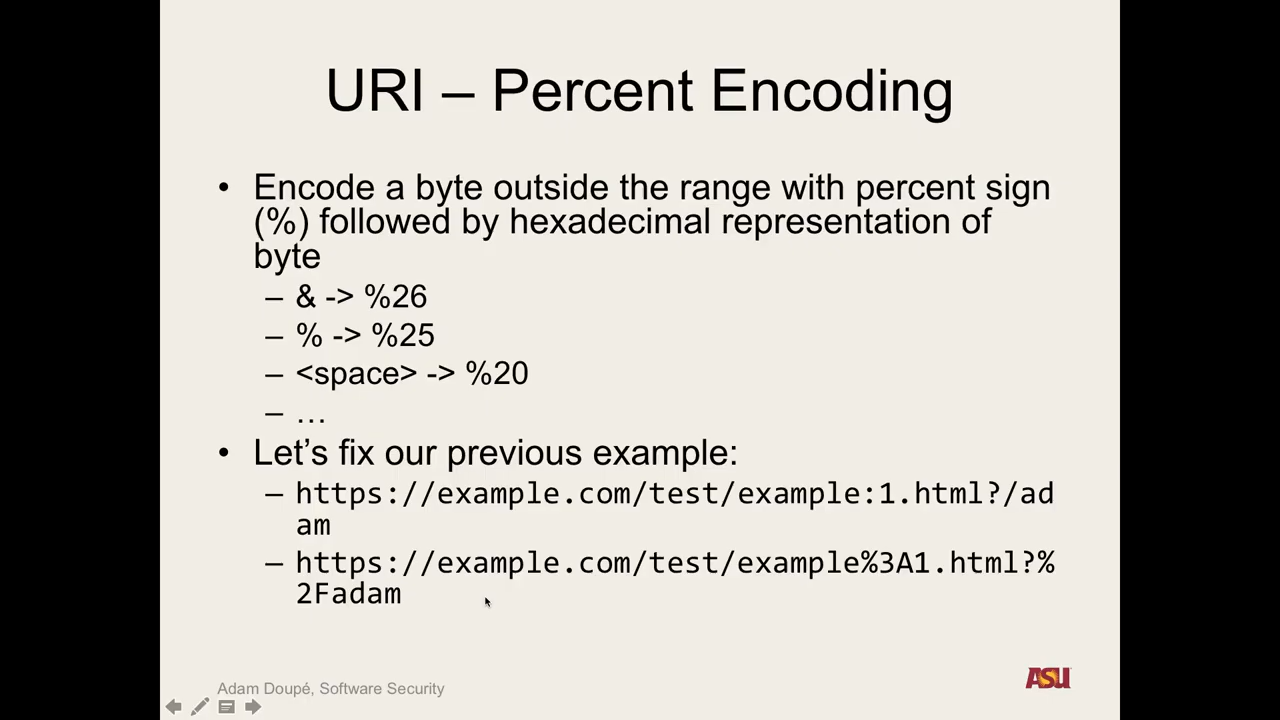 URI – Percent Encoding
• Encode a byte outside the range with percent sign
(%) followed by hexadecimal representation of
byte
– & -> %26
– % -> %25
– <space> -> %20
– …
• Let’s fix our previous example:
– https://example.com/test/example:1.html?/ad
am
– https://example.com/test/example%3A1.html?%
2Fadam
Adam Doupé, Software Security
ASU